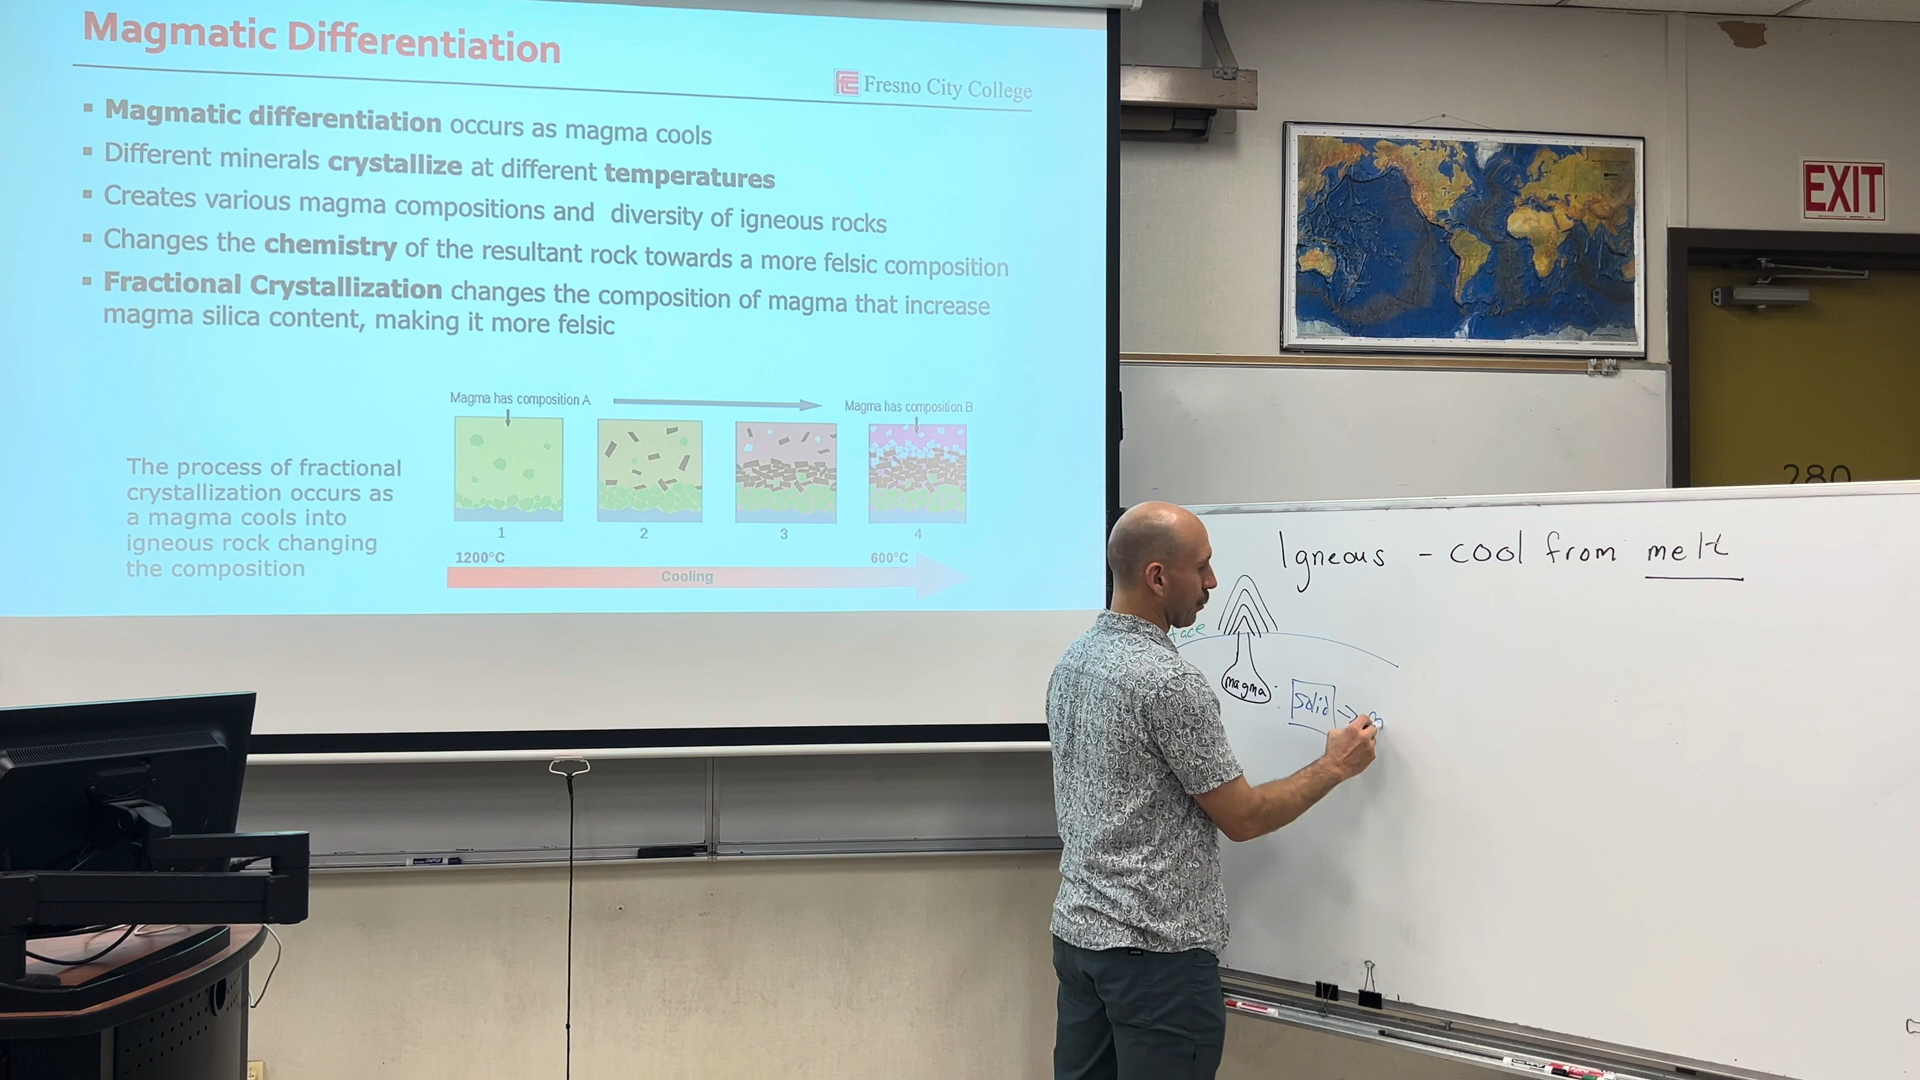 Magmatic Differentiation
Fresno City College
▪ Magmatic differentiation occurs as magma cools
▪ Different minerals crystallize at different temperatures
▪ Creates various magma compositions and diversity of igneous rocks
▪ Changes the chemistry of the resultant rock towards a more felsic composition
▪ Fractional Crystallization changes the composition of magma that increase
magma silica content, making it more felsic
Magma has composition A
Magma has composition B
The process of fractional
crystallization occurs as
a magma cools into
igneous rock changing
the composition
1 2 3 4
1200°C
600°C
Cooling
EXIT
280
Igneous - cool from melt
face
magma
Solid →